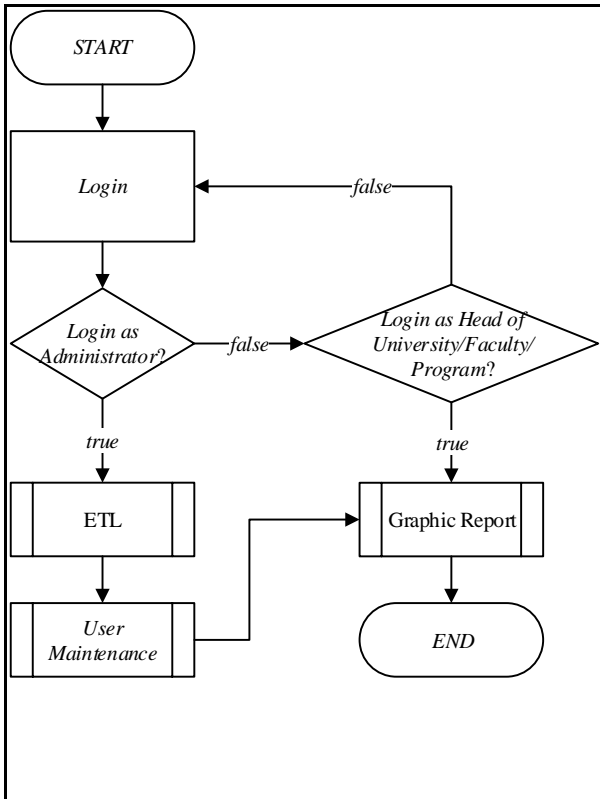 START
Login
false
Login as
Administrator?
false
Login as Head of
University/Faculty/
Program?
true
true
ETL
Graphic Report
User
Maintenance
END